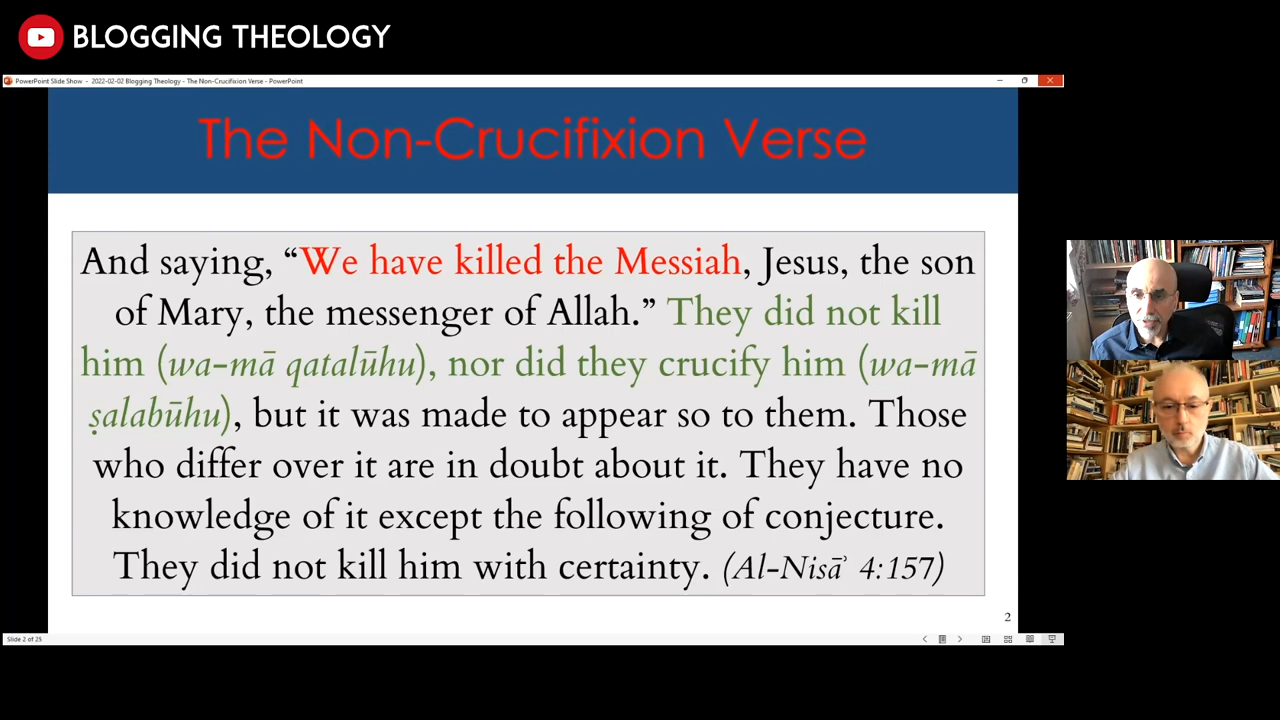 BLOGGING THEOLOGY
PowerPoint Slide Show - 2022-02-02 Blogging Theology - The Non-Crucifixion Verse - PowerPoint
The Non-Crucifixion Verse
And saying, “We have killed the Messiah, Jesus, the son
of Mary, the messenger of Allah.” They did not kill
him (wa-mā qatalūhu), nor did they crucify him (wa-mā
ṣalabūhu), but it was made to appear so to them. Those
who differ over it are in doubt about it. They have no
knowledge of it except the following of conjecture.
They did not kill him with certainty. (Al-Nisāʾ 4:157)
2
Slide 2 of 25